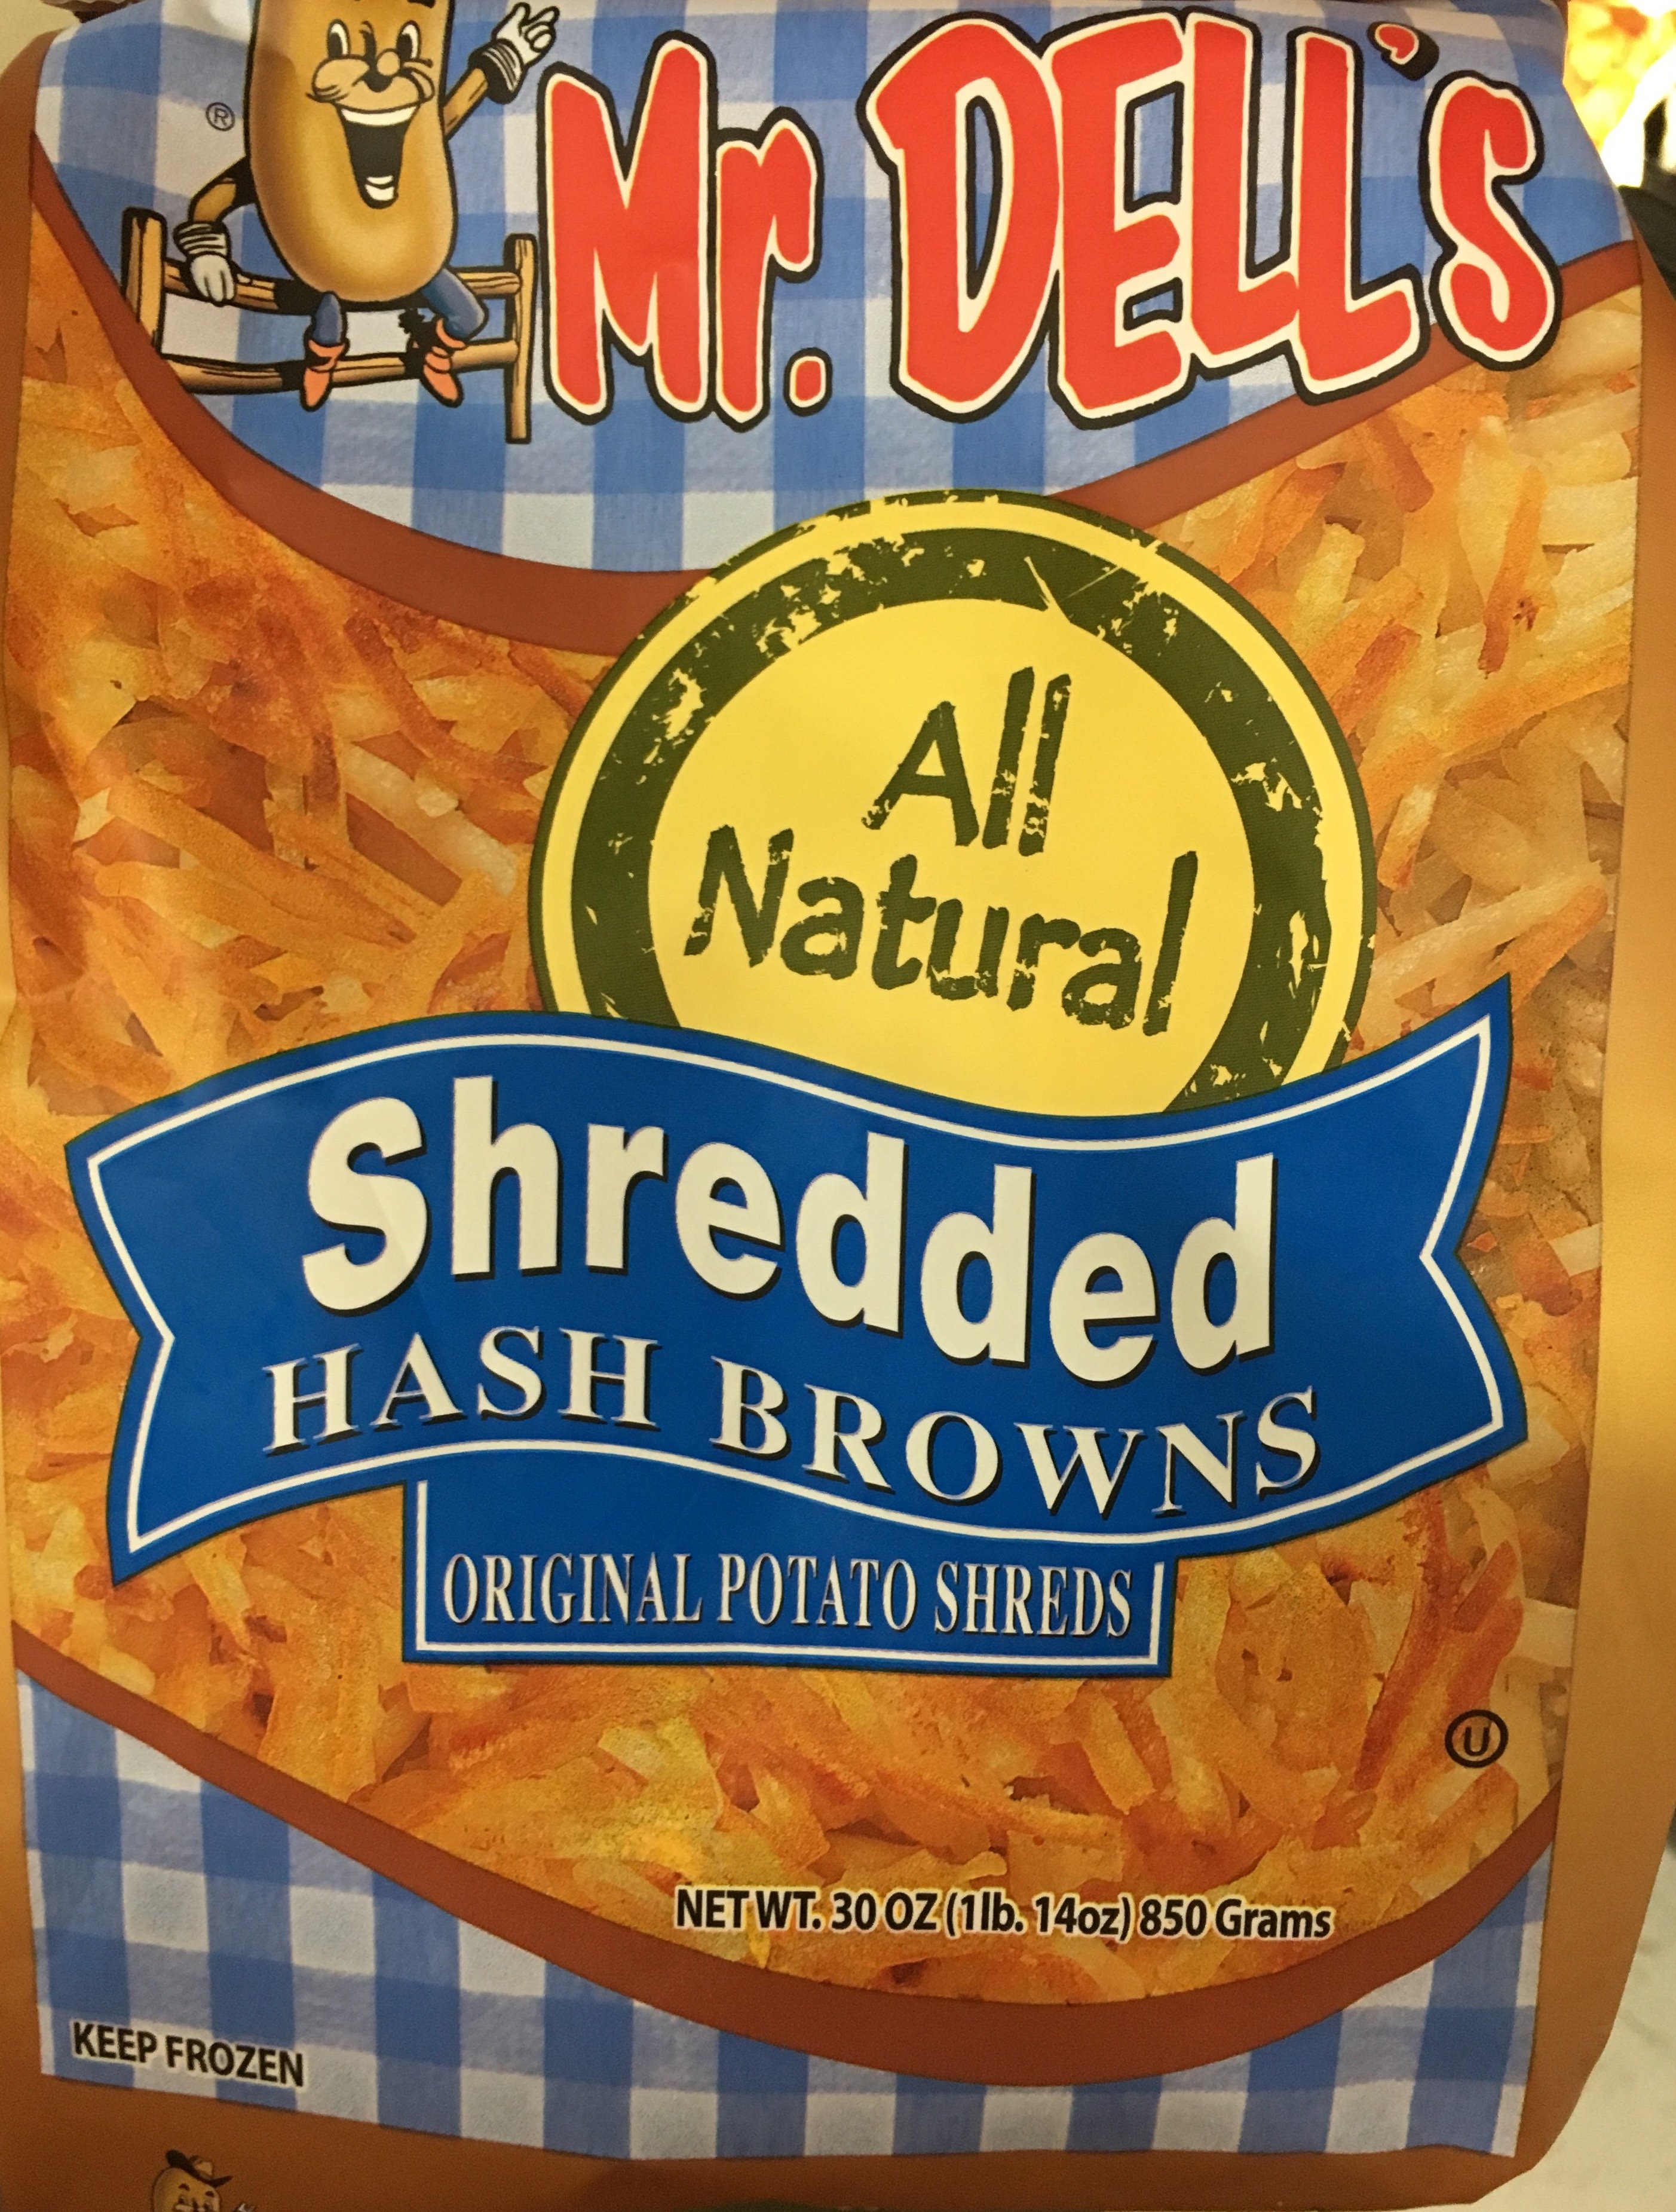 ®
Mr. DELL's
All
Natural
Shredded
HASH BROWNS
ORIGINAL POTATO SHREDS
U
NET WT. 30 OZ (1lb. 14oz) 850 Grams
KEEP FROZEN